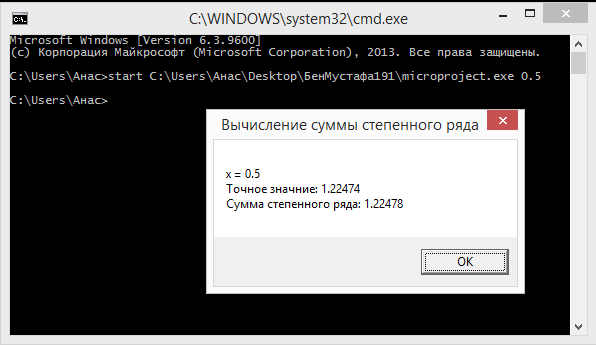 C:\WINDOWS\system32\cmd.exe
Microsoft Windows [Version 6.3.9600]
(c) Корпорация Майкрософт (Microsoft Corporation), 2013. Все права защищены.
C:\Users\Анас>start C:\Users\Анас\Desktop\БенМустафа191\microproject.exe 0.5
C:\Users\Анас>
Вычисление суммы степенного ряда
x = 0.5
Точное значние: 1.22474
Сумма степенного ряда: 1.22478
OK